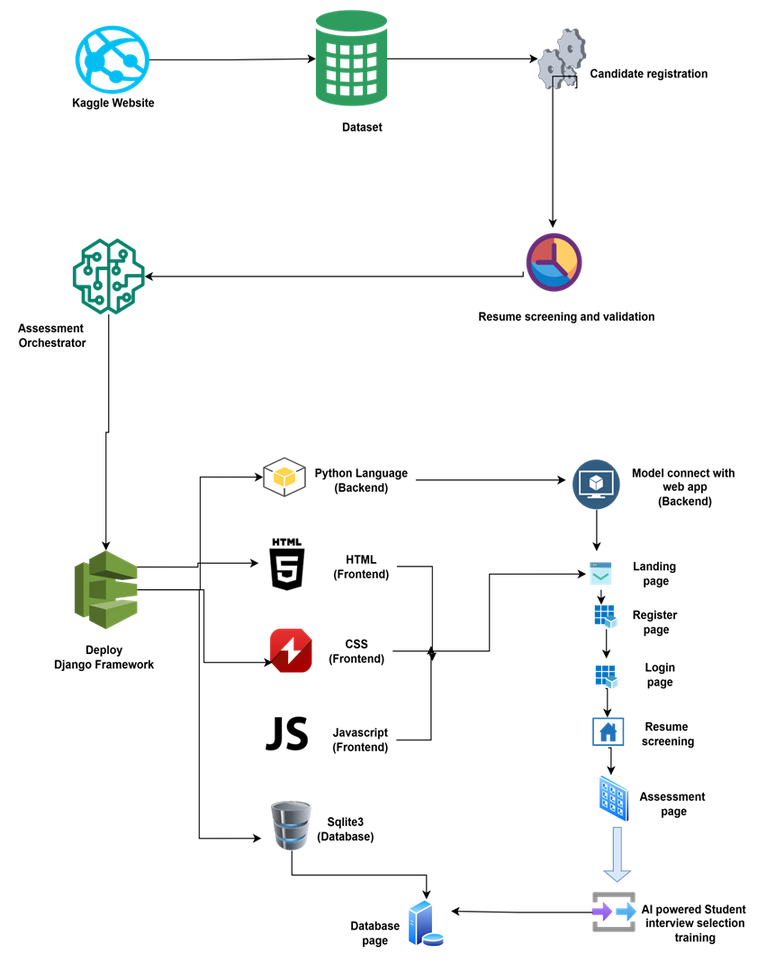 Kaggle Website
Dataset
Candidate registration
Resume screening and validation
Assessment
Orchestrator
Python Language
(Backend)
Model connect with
web app
(Backend)
HTML
5
HTML
(Frontend)
Landing
page
Register
page
Deploy
Django Framework
CSS
(Frontend)
Login
page
JS
Javascript
(Frontend)
Resume
screening
Assessment
page
Sqlite3
(Database)
AI powered Student
interview selection
training
Database
page